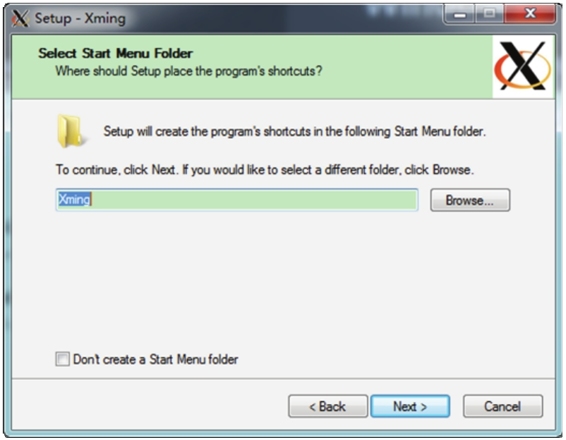 Setup - Xming
Select Start Menu Folder
Where should Setup place the program's shortcuts?
Setup will create the program's shortcuts in the following Start Menu folder.
To continue, click Next. If you would like to select a different folder, click Browse.
Xming
Browse...
Don't create a Start Menu folder
< Back
Next >
Cancel